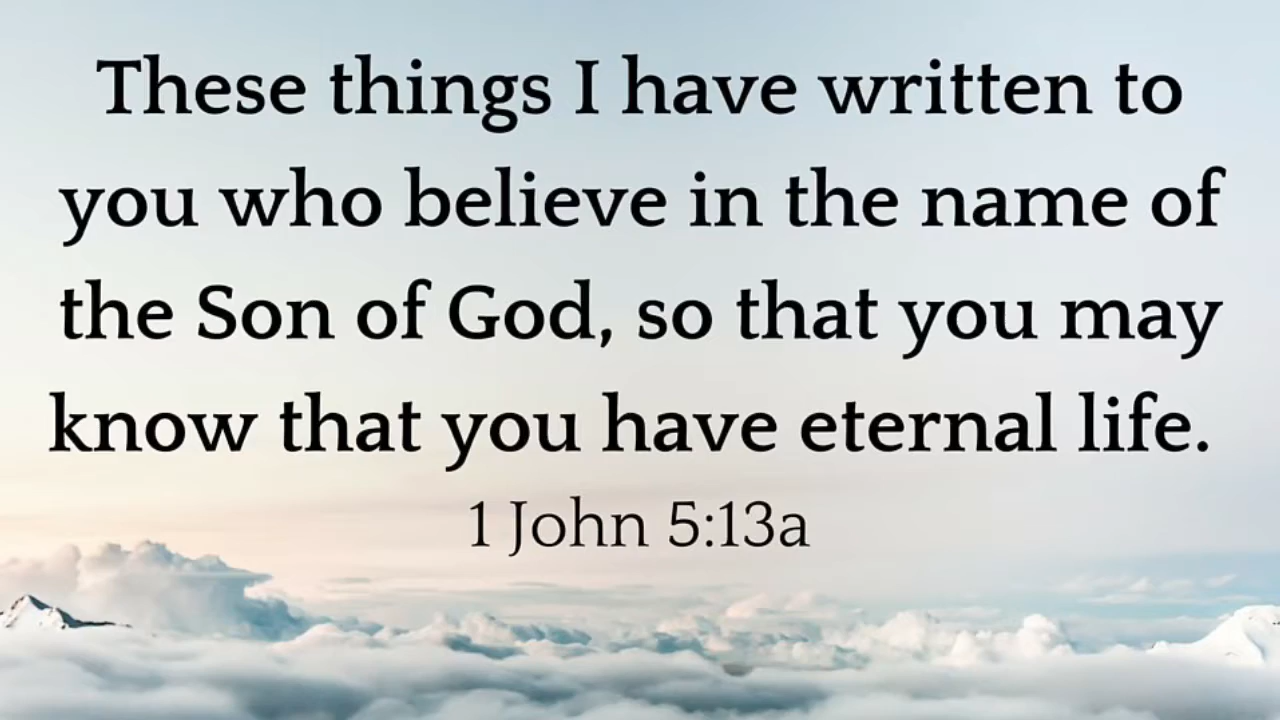 These things I have written to
you who believe in the name of
the Son of God, so that you may
know that you have eternal life.
1 John 5:13a